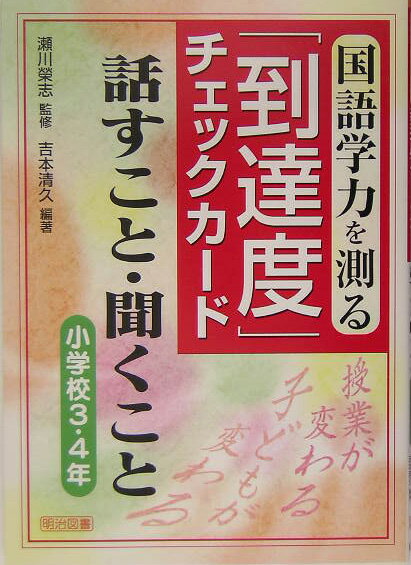 国語学力を測る
「到達度」
チェックカード
話すこと・聞くこと
小学校3・4年
瀬川榮志 監修 吉本清久 編著
授業が
変わる
子どもが
変わる
明治図書